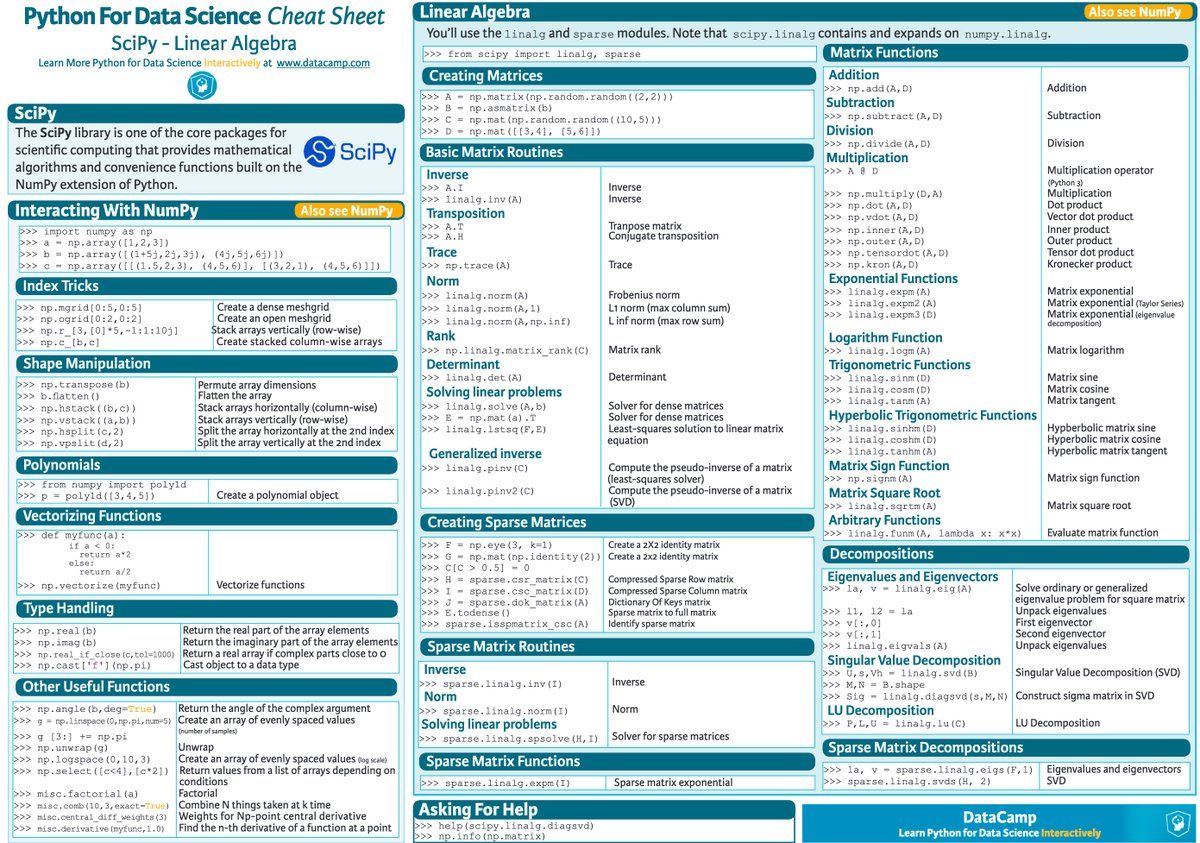 Python For Data Science Cheat Sheet
SciPy - Linear Algebra
Learn More Python for Data Science Interactively at www.datacamp.com
SciPy
The SciPy library is one of the core packages for
scientific computing that provides mathematical
algorithms and convenience functions built on the
NumPy extension of Python.
SciPy
Interacting With NumPy
Also see NumPy
>>> import numpy as np
>>> a = np.array([1,2,3])
>>> b = np.array([(1+5j,2j,3j), (4j,5j,6j)])
>>> c = np.array([[(1.5,2,3), (4,5,6)], [(3,2,1), (4,5,6)]])
Index Tricks
>>> np.mgrid[0:5,0:5] Create a dense meshgrid
>>> np.ogrid[0:2,0:2] Create an open meshgrid
>>> np.r_[3,[0]*5,-1:1:10j] Stack arrays vertically (row-wise)
>>> np.c_[b,c] Create stacked column-wise arrays
Shape Manipulation
>>> np.transpose(b) Permute array dimensions
>>> b.flatten() Flatten the array
>>> np.hstack((b,c)) Stack arrays horizontally (column-wise)
>>> np.vstack((a,b)) Stack arrays vertically (row-wise)
>>> np.hsplit(c,2) Split the array horizontally at the 2nd index
>>> np.vpslit(d,2) Split the array vertically at the 2nd index
Polynomials
>>> from numpy import poly1d
>>> p = poly1d([3,4,5]) Create a polynomial object
Vectorizing Functions
>>> def myfunc(a):
if a < 0:
return a*2
else:
return a/2
>>> np.vectorize(myfunc) Vectorize functions
Type Handling
>>> np.real(b) Return the real part of the array elements
>>> np.imag(b) Return the imaginary part of the array elements
>>> np.real_if_close(c,tol=1000) Return a real array if complex parts close to 0
>>> np.cast['f'](np.pi) Cast object to a data type
Other Useful Functions
>>> np.angle(b,deg=True) Return the angle of the complex argument
>>> g = np.linspace(0,np.pi,num=5) Create an array of evenly spaced values
(number of samples)
>>> g [3:] += np.pi
>>> np.unwrap(g) Unwrap
>>> np.logspace(0,10,3) Create an array of evenly spaced values (log scale)
>>> np.select([c<4],[c*2]) Return values from a list of arrays depending on
conditions
>>> misc.factorial(a) Factorial
>>> misc.comb(10,3,exact=True) Combine N things taken at k time
>>> misc.central_diff_weights(3) Weights for Np-point central derivative
>>> misc.derivative(myfunc,1.0) Find the n-th derivative of a function at a point
Linear Algebra
Also see NumPy
You'll use the linalg and sparse modules. Note that scipy.linalg contains and expands on numpy.linalg.
>>> from scipy import linalg, sparse
Creating Matrices
>>> A = np.matrix(np.random.random((2,2)))
>>> B = np.asmatrix(b)
>>> C = np.mat(np.random.random((10,5)))
>>> D = np.mat([[3,4], [5,6]])
Basic Matrix Routines
Inverse
>>> A.I Inverse
>>> linalg.inv(A) Inverse
Transposition
>>> A.T Tranpose matrix
>>> A.H Conjugate transposition
Trace
>>> np.trace(A) Trace
Norm
>>> linalg.norm(A) Frobenius norm
>>> linalg.norm(A,1) L1 norm (max column sum)
>>> linalg.norm(A,np.inf) L inf norm (max row sum)
Rank
>>> np.linalg.matrix_rank(C) Matrix rank
Determinant
>>> linalg.det(A) Determinant
Solving linear problems
>>> linalg.solve(A,b) Solver for dense matrices
>>> E = np.mat(a).T Solver for dense matrices
>>> linalg.lstsq(F,E) Least-squares solution to linear matrix
equation
Generalized inverse
>>> linalg.pinv(C) Compute the pseudo-inverse of a matrix
(least-squares solver)
>>> linalg.pinv2(C) Compute the pseudo-inverse of a matrix
(SVD)
Creating Sparse Matrices
>>> F = np.eye(3, k=1) Create a 2X2 identity matrix
>>> G = np.mat(np.identity(2)) Create a 2x2 identity matrix
>>> C[C > 0.5] = 0
>>> H = sparse.csr_matrix(C) Compressed Sparse Row matrix
>>> I = sparse.csc_matrix(D) Compressed Sparse Column matrix
>>> J = sparse.dok_matrix(A) Dictionary Of Keys matrix
>>> E.todense() Sparse matrix to full matrix
>>> sparse.isspmatrix_csc(A) Identify sparse matrix
Sparse Matrix Routines
Inverse
>>> sparse.linalg.inv(I) Inverse
Norm
>>> sparse.linalg.norm(I) Norm
Solving linear problems
>>> sparse.linalg.spsolve(H,I) Solver for sparse matrices
Sparse Matrix Functions
>>> sparse.linalg.expm(I) Sparse matrix exponential
Asking For Help
>>> help(scipy.linalg.diagsvd)
>>> np.info(np.matrix)
Matrix Functions
Addition
>>> np.add(A,D) Addition
Subtraction
>>> np.subtract(A,D) Subtraction
Division
>>> np.divide(A,D) Division
Multiplication
>>> A @ D Multiplication operator
(Python 3)
>>> np.multiply(D,A) Multiplication
>>> np.dot(A,D) Dot product
>>> np.vdot(A,D) Vector dot product
>>> np.inner(A,D) Inner product
>>> np.outer(A,D) Outer product
>>> np.tensordot(A,D) Tensor dot product
>>> np.kron(A,D) Kronecker product
Exponential Functions
>>> linalg.expm(A) Matrix exponential
>>> linalg.expm2(A) Matrix exponential (Taylor Series)
>>> linalg.expm3(D) Matrix exponential (eigenvalue
decomposition)
Logarithm Function
>>> linalg.logm(A) Matrix logarithm
Trigonometric Functions
>>> linalg.sinm(D) Matrix sine
>>> linalg.cosm(D) Matrix cosine
>>> linalg.tanm(A) Matrix tangent
Hyperbolic Trigonometric Functions
>>> linalg.sinhm(D) Hypberbolic matrix sine
>>> linalg.coshm(D) Hyperbolic matrix cosine
>>> linalg.tanhm(A) Hyperbolic matrix tangent
Matrix Sign Function
>>> np.signm(A) Matrix sign function
Matrix Square Root
>>> linalg.sqrtm(A) Matrix square root
Arbitrary Functions
>>> linalg.funm(A, lambda x: x*x) Evaluate matrix function
Decompositions
Eigenvalues and Eigenvectors
>>> la, v = linalg.eig(A) Solve ordinary or generalized
eigenvalue problem for square matrix
>>> l1, l2 = la Unpack eigenvalues
>>> v[:,0] First eigenvector
>>> v[:,1] Second eigenvector
>>> linalg.eigvals(A) Unpack eigenvalues
Singular Value Decomposition
>>> U,s,Vh = linalg.svd(B) Singular Value Decomposition (SVD)
>>> M,N = B.shape
>>> Sig = linalg.diagsvd(s,M,N) Construct sigma matrix in SVD
LU Decomposition
>>> P,L,U = linalg.lu(C) LU Decomposition
Sparse Matrix Decompositions
>>> la, v = sparse.linalg.eigs(F,1) Eigenvalues and eigenvectors
>>> sparse.linalg.svds(H, 2) SVD
DataCamp
Learn Python for Data Science Interactively